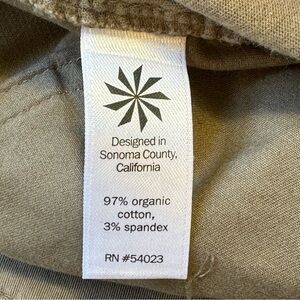 Designed in
Sonoma County,
California
97% organic
cotton,
3% spandex
RN #54023